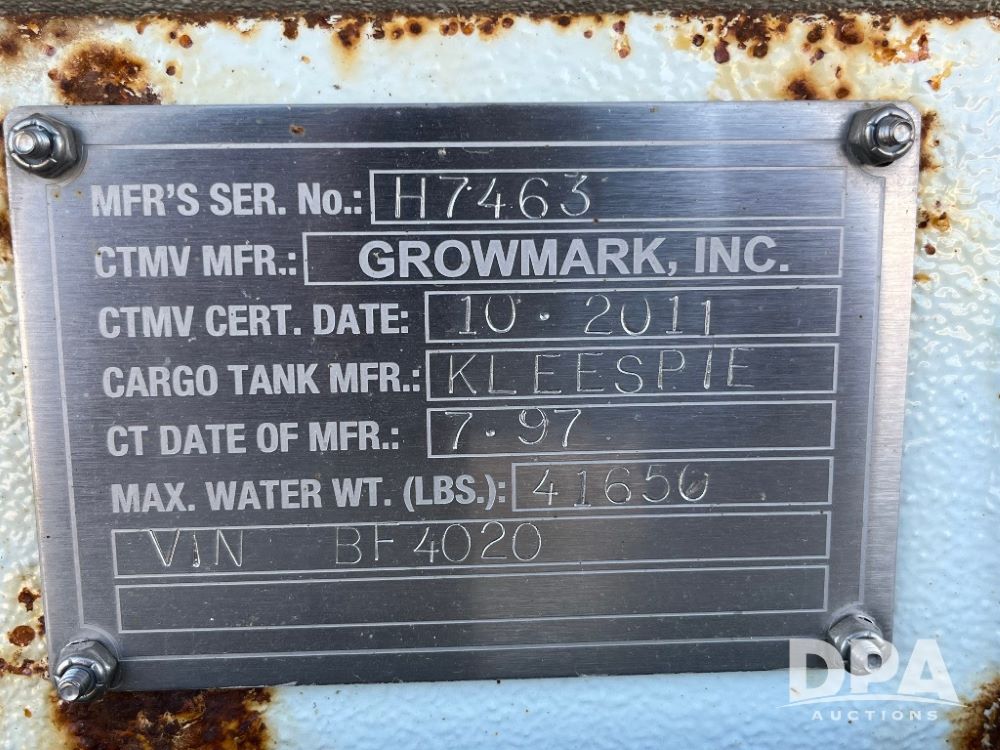 MFR'S SER. No.: H7463
CTMV MFR.: GROWMARK, INC.
CTMV CERT. DATE: 10 · 2011
CARGO TANK MFR.: KLEESPIE
CT DATE OF MFR.: 7·97
MAX. WATER WT. (LBS.): 41650
VIN BF4020
DPA
AUCTIONS